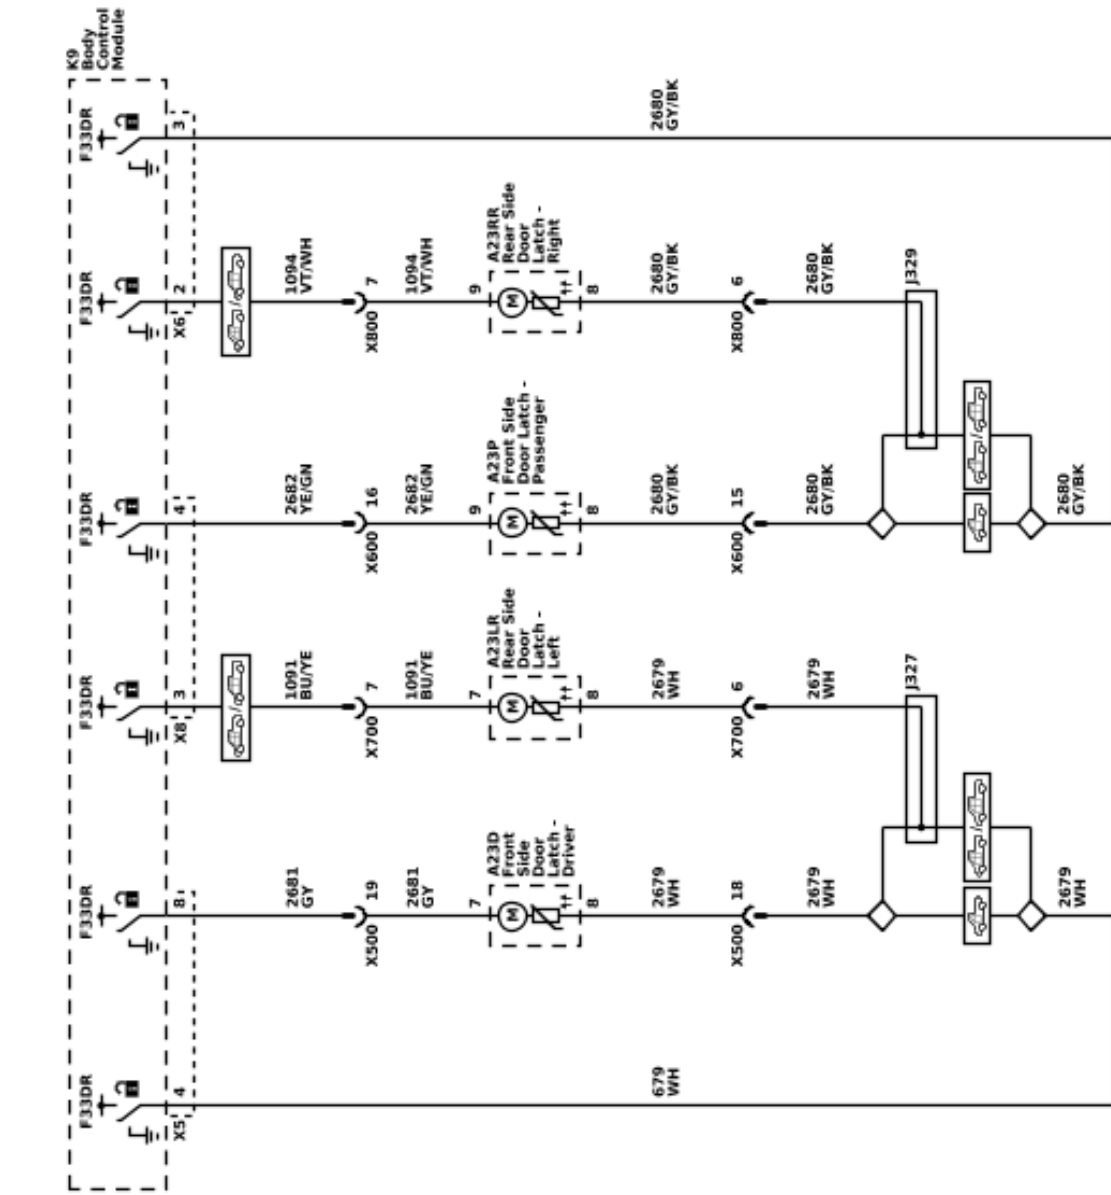 K9
Body
Control
Module
F33DR
F33DR
F33DR
F33DR
F33DR
F33DR
X5
4
8
X8
3
4
X6
2
3
2681
GY
1091
BU/YE
2682
YE/GN
1094
VT/WH
X500
19
X700
7
X600
16
X800
7
2681
GY
1091
BU/YE
2682
YE/GN
1094
VT/WH
7
7
9
9
A23D
Front
Side
Door
Latch -
Driver
A23LR
Rear Side
Door
Latch -
Left
A23P
Front Side
Door Latch -
Passenger
A23RR
Rear Side
Door
Latch -
Right
M
M
M
M
8
8
8
8
679
WH
2679
WH
2679
WH
2680
GY/BK
2680
GY/BK
2680
GY/BK
X500
18
X700
6
X600
15
X800
6
2679
WH
2679
WH
2680
GY/BK
2680
GY/BK
J327
J329
2679
WH
2680
GY/BK